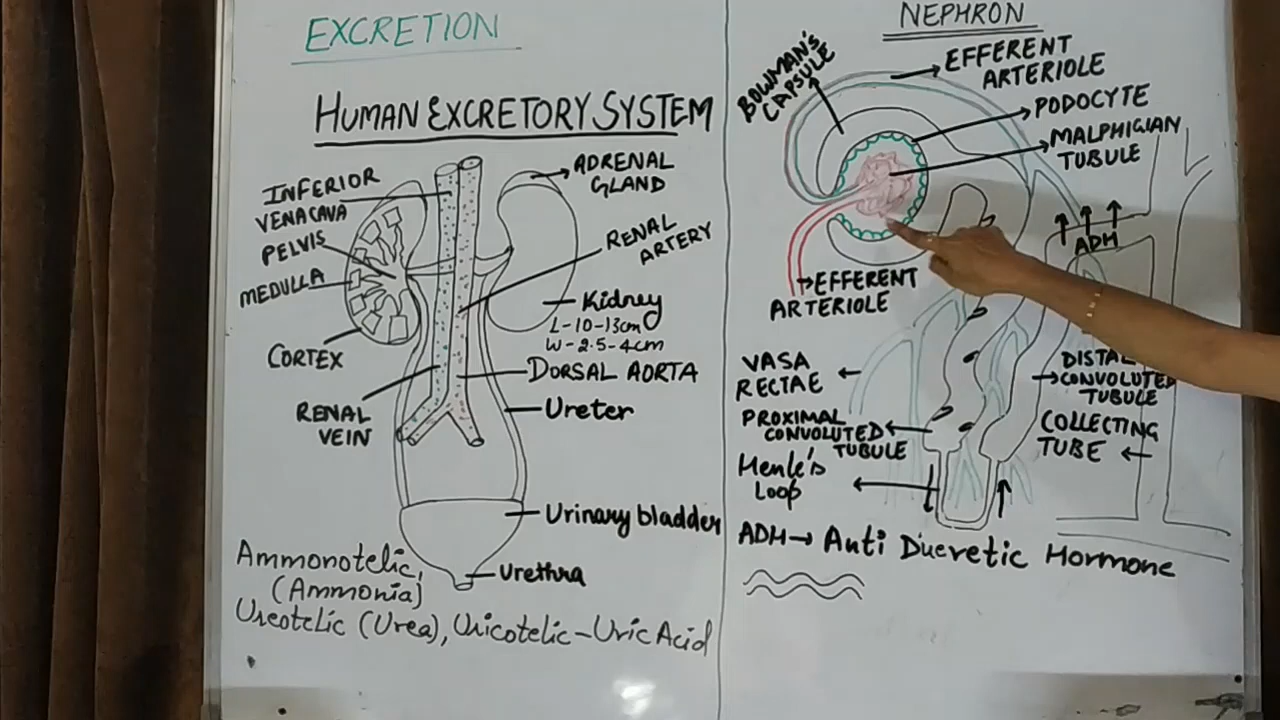 EXCRETION
HUMAN EXCRETORY SYSTEM
INFERIOR
VENACAVA
PELVIS
MEDULLA
CORTEX
RENAL
VEIN
ADRENAL
GLAND
RENAL
ARTERY
Kidney
L-10-13cm
W-2.5-4cm
DORSAL AORTA
Ureter
Urinary bladder
Urethra
Ammonotelic,
(Ammonia)
Ureotelic (Urea), Uricotelic-Uric Acid
NEPHRON
BOWMAN'S
CAPSULE
EFFERENT
ARTERIOLE
PODOCYTE
MALPHIGIAN
TUBULE
ADH
EFFERENT
ARTERIOLE
VASA
RECTAE
PROXIMAL
CONVOLUTED
TUBULE
Henle's
Loop
DISTAL
CONVOLUTED
TUBULE
COLLECTING
TUBE
ADH→ Anti Dueretic Hormone